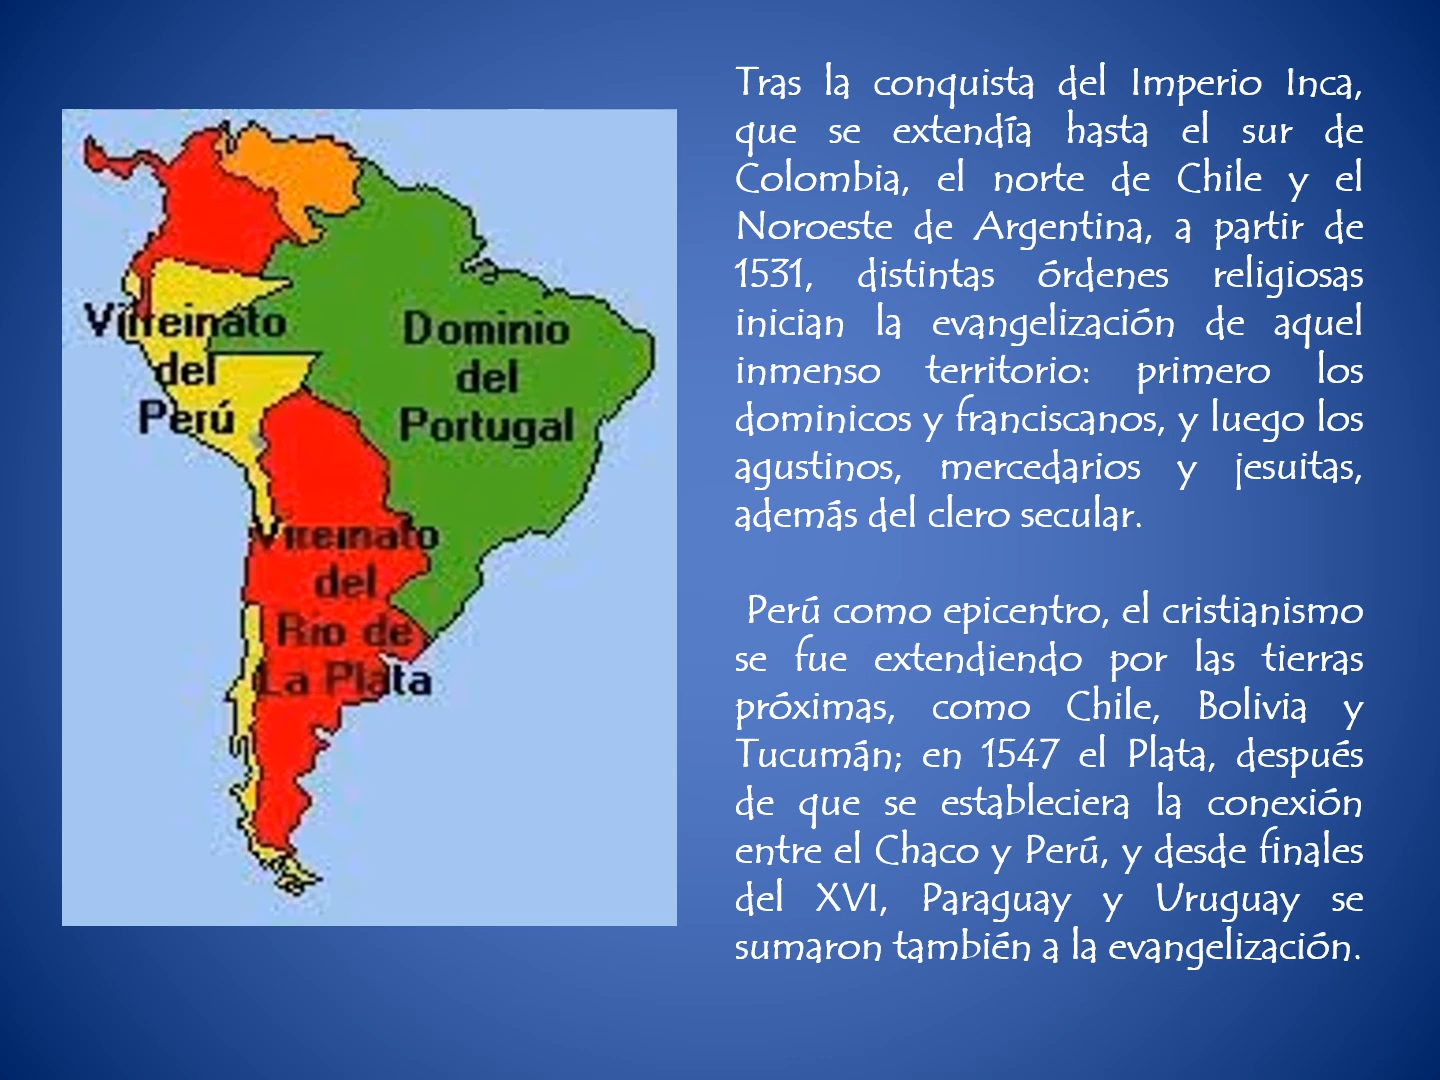 Virreinato
del
Perú
Dominio
del
Portugal
Vireinato
del
Río de
La Plata
Tras la conquista del Imperio Inca,
que se extendía hasta el sur de
Colombia, el norte de Chile y el
Noroeste de Argentina, a partir de
1531, distintas órdenes religiosas
inician la evangelización de aquel
inmenso territorio: primero los
dominicos y franciscanos, y luego los
agustinos, mercedarios y jesuitas,
además del clero secular.
Perú como epicentro, el cristianismo
se fue extendiendo por las tierras
próximas, como Chile, Bolivia y
Tucumán; en 1547 el Plata, después
de que se estableciera la conexión
entre el Chaco y Perú, y desde finales
del XVI, Paraguay y Uruguay se
sumaron también a la evangelización.